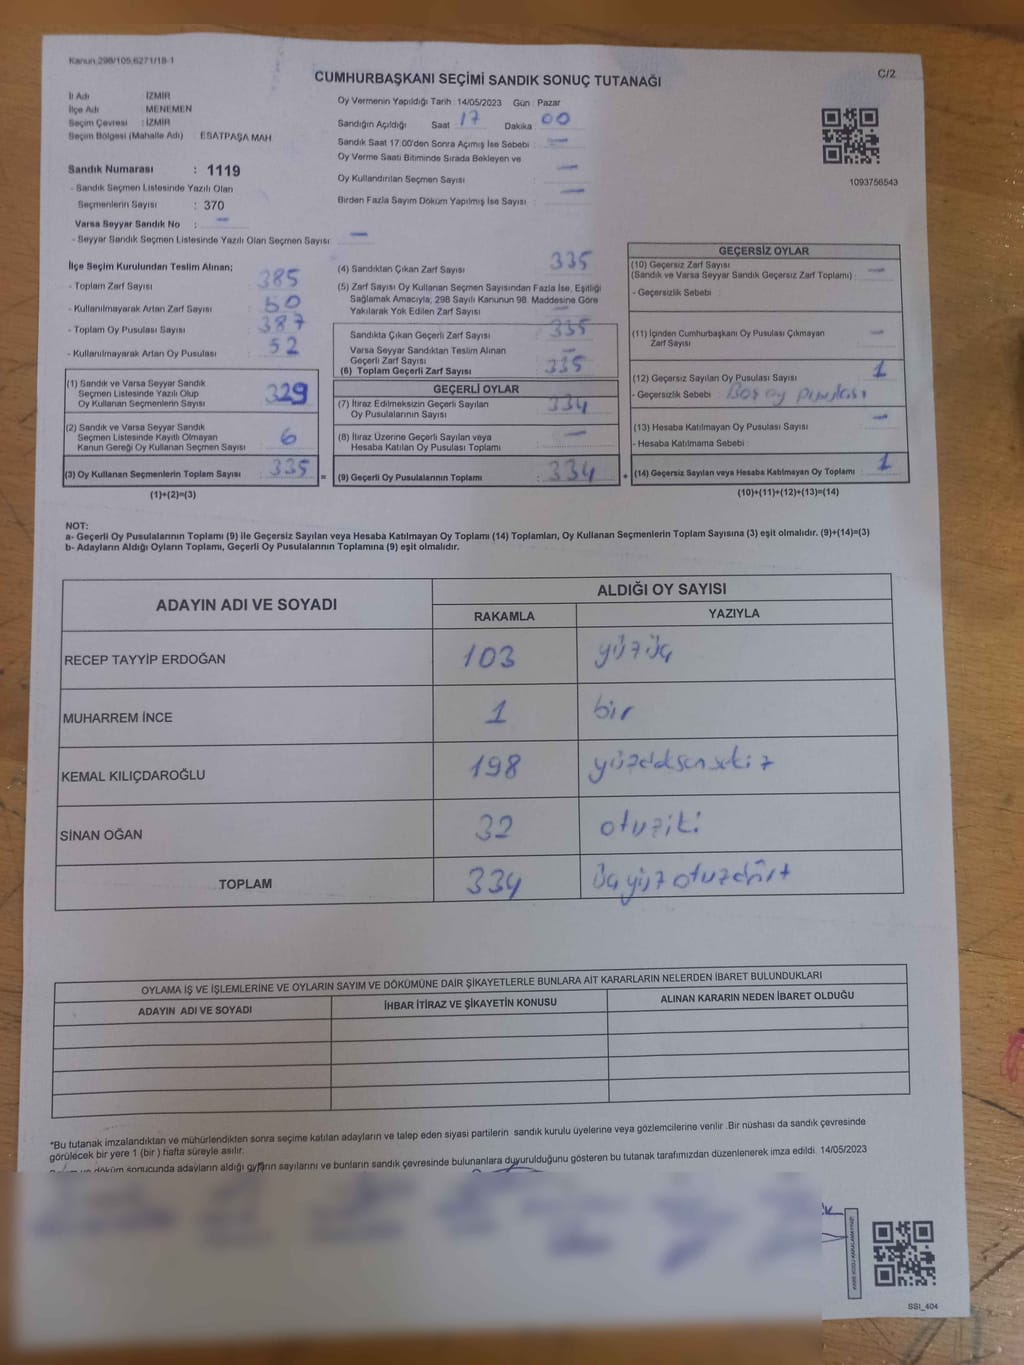 Kanun 298/105,6271/18-1
C/2
CUMHURBAŞKANI SEÇİMİ SANDIK SONUÇ TUTANAĞI
İl Adı : İZMİR
İlçe Adı : MENEMEN
Seçim Çevresi : İZMİR
Seçim Bölgesi (Mahalle Adı) ESATPAŞA MAH
Sandık Numarası : 1119
- Sandık Seçmen Listesinde Yazılı Olan
Seçmenlerin Sayısı : 370
Varsa Seyyar Sandık No : —
- Seyyar Sandık Seçmen Listesinde Yazılı Olan Seçmen Sayısı: —
Oy Vermenin Yapıldığı Tarih : 14/05/2023 Gün : Pazar
Sandığın Açıldığı Saat 17 Dakika 00
Sandık Saat 17:00'den Sonra Açımış İse Sebebi : —
Oy Verme Saati Bitiminde Sırada Bekleyen ve
Oy Kullandırılan Seçmen Sayısı —
Birden Fazla Sayım Döküm Yapılmış İse Sayısı : —
1093756543
İlçe Seçim Kurulundan Teslim Alınan;
- Toplam Zarf Sayısı : 385
- Kullanılmayarak Artan Zarf Sayısı : 50
- Toplam Oy Pusulası Sayısı : 387
- Kullanılmayarak Artan Oy Pusulası : 52
(1) Sandık ve Varsa Seyyar Sandık
Seçmen Listesinde Yazılı Olup
Oy Kullanan Seçmenlerin Sayısı : 329
(2) Sandık ve Varsa Seyyar Sandık
Seçmen Listesinde Kayıtlı Olmayan
Kanun Gereği Oy Kullanan Seçmen Sayısı 6
(3) Oy Kullanan Seçmenlerin Toplam Sayısı : 335
(1)+(2)=(3)
=
(4) Sandıktan Çıkan Zarf Sayısı : 335
(5) Zarf Sayısı Oy Kullanan Seçmen Sayısından Fazla İse, Eşitliği
Sağlamak Amacıyla, 298 Sayılı Kanunun 98. Maddesine Göre
Yakılarak Yok Edilen Zarf Sayısı : —
Sandıkta Çıkan Geçerli Zarf Sayısı : 335
Varsa Seyyar Sandıktan Teslim Alınan
Geçerli Zarf Sayısı : —
(6) Toplam Geçerli Zarf Sayısı : 335
GEÇERLİ OYLAR
(7) İtiraz Edilmeksizin Geçerli Sayılan
Oy Pusulalarının Sayısı : 334
(8) İtiraz Üzerine Geçerli Sayılan veya
Hesaba Katılan Oy Pusulası Toplamı : —
(9) Geçerli Oy Pusulalarının Toplamı : 334
+
GEÇERSİZ OYLAR
(10) Geçersiz Zarf Sayısı
(Sandık ve Varsa Seyyar Sandık Geçersiz Zarf Toplamı) : —
- Geçersizlik Sebebi :
(11) İçinden Cumhurbaşkanı Oy Pusulası Çıkmayan
Zarf Sayısı : —
(12) Geçersiz Sayılan Oy Pusulası Sayısı : 1
- Geçersizlik Sebebi : Boş oy pusulası
(13) Hesaba Katılmayan Oy Pusulası Sayısı : —
- Hesaba Katılmama Sebebi :
(14) Geçersiz Sayılan veya Hesaba Katılmayan Oy Toplamı : 1
(10)+(11)+(12)+(13)=(14)
NOT:
a- Geçerli Oy Pusulalarının Toplamı (9) ile Geçersiz Sayılan veya Hesaba Katılmayan Oy Toplamı (14) Toplamları, Oy Kullanan Seçmenlerin Toplam Sayısına (3) eşit olmalıdır. (9)+(14)=(3)
b- Adayların Aldığı Oyların Toplamı, Geçerli Oy Pusulalarının Toplamına (9) eşit olmalıdır.
ADAYIN ADI VE SOYADI
ALDIĞI OY SAYISI
RAKAMLA YAZIYLA
RECEP TAYYİP ERDOĞAN 103 yüzüç
MUHARREM İNCE 1 bir
KEMAL KILIÇDAROĞLU 198
SİNAN OĞAN 32 otuziki
TOPLAM 334 üçyüz otuzdört
OYLAMA İŞ VE İŞLEMLERİNE VE OYLARIN SAYIM VE DÖKÜMÜNE DAİR ŞİKAYETLERLE BUNLARA AİT KARARLARIN NELERDEN İBARET BULUNDUKLARI
ADAYIN ADI VE SOYADI İHBAR İTİRAZ VE ŞİKAYETİN KONUSU ALINAN KARARIN NEDEN İBARET OLDUĞU
*Bu tutanak imzalandıktan ve mühürlendikten sonra seçime katılan adayların ve talep eden siyasi partilerin sandık kurulu üyelerine veya gözlemcilerine verilir .Bir nüshası da sandık çevresinde
görülecek bir yere 1 (bir ) hafta süreyle asılır.
döküm sonucunda adayların aldığı oyların sayılarını ve bunların sandık çevresinde bulunanlara duyurulduğunu gösteren bu tutanak tarafımızdan düzenlenerek imza edildi. 14/05/2023
SSI_404